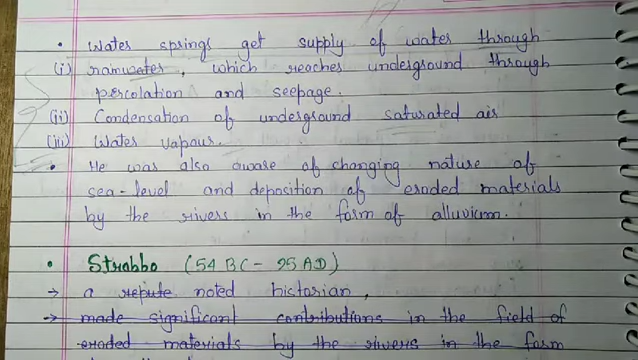 • Water springs get supply of water through
(i) rainwater, which reaches underground through
percolation and seepage.
(ii) Condensation of underground saturated air
(iii) Water vapour.
• He was also aware of changing nature of
sea-level and deposition of eroded materials
by the rivers in the form of alluvium.
• Strabbo (54 BC - 25 AD)
→ a repute noted historian,
→ made significant contributions in the field of
eroded materials by the rivers in the form